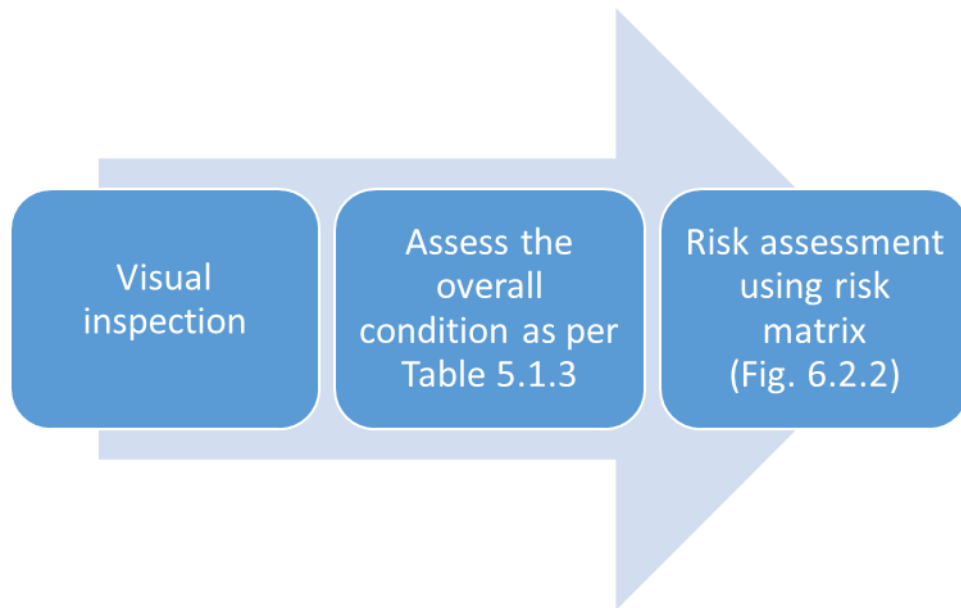 Visual
inspection
Assess the
overall
condition as per
Table 5.1.3
Risk assessment
using risk
matrix
(Fig. 6.2.2)